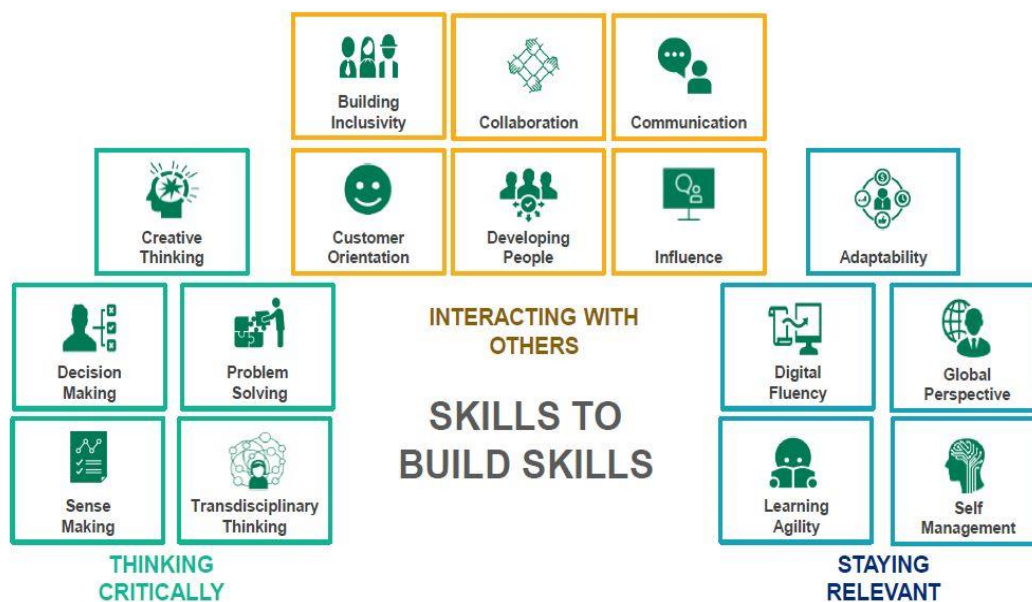 Building
Inclusivity
Collaboration
Communication
Creative
Thinking
Customer
Orientation
Developing
People
Influence
Adaptability
INTERACTING WITH
OTHERS
Decision
Making
Problem
Solving
Digital
Fluency
Global
Perspective
SKILLS TO
BUILD SKILLS
Sense
Making
Transdisciplinary
Thinking
Learning
Agility
Self
Management
THINKING
CRITICALLY
STAYING
RELEVANT